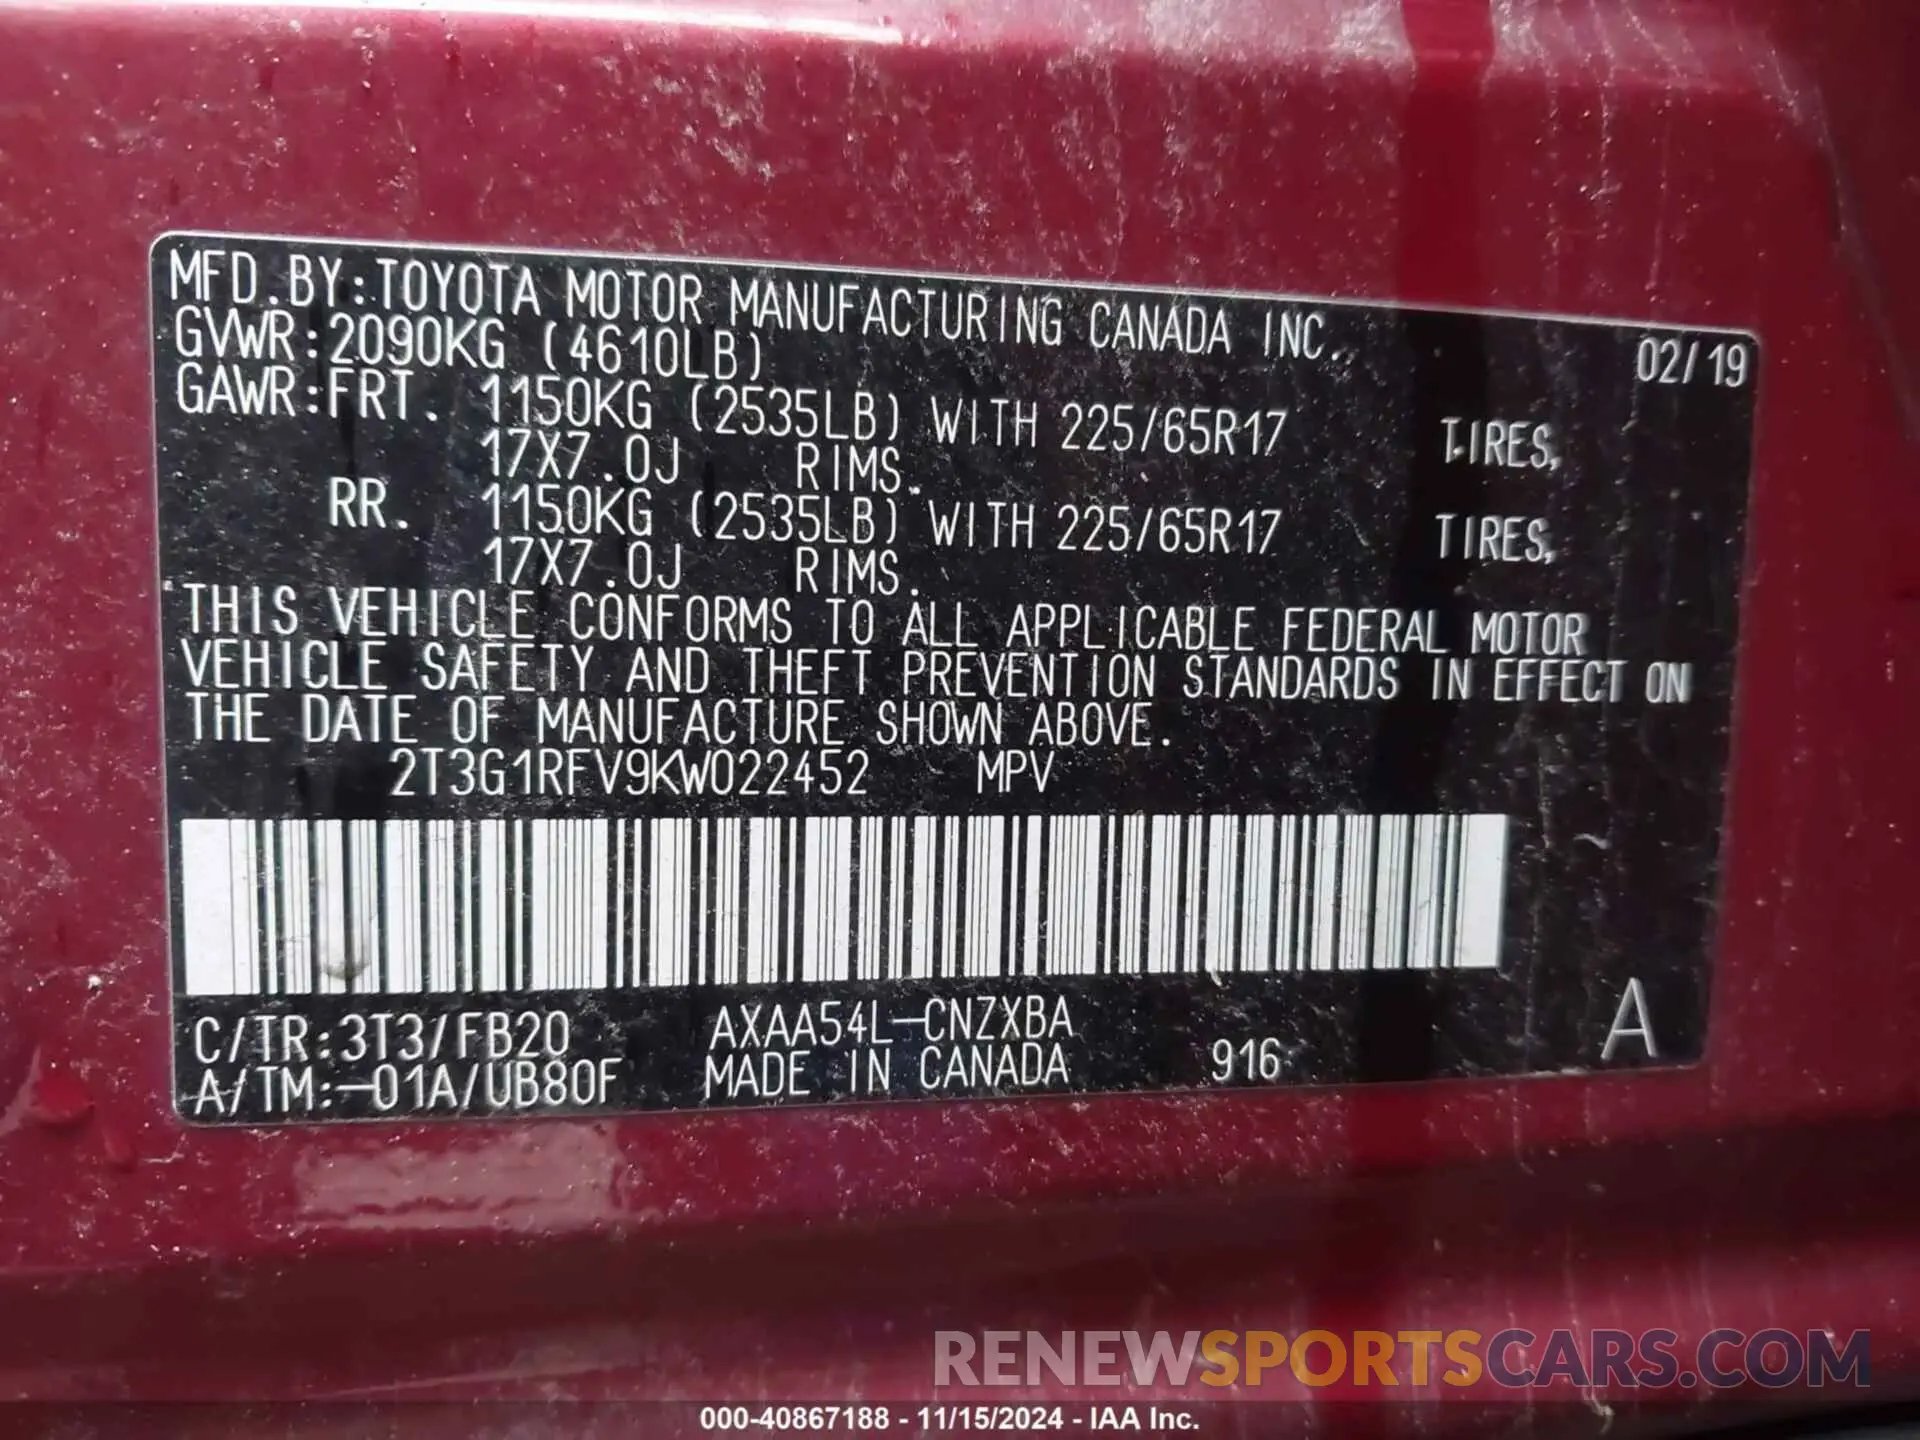 MFD.BY:TOYOTA MOTOR MANUFACTURING CANADA INC. 02/19
GVWR:2090KG (4610LB)
GAWR:FRT. 1150KG (2535LB) WITH 225/65R17 TIRES,
17X7.0J RIMS.
RR. 1150KG (2535LB) WITH 225/65R17 TIRES,
17X7.0J RIMS.
THIS VEHICLE CONFORMS TO ALL APPLICABLE FEDERAL MOTOR
VEHICLE SAFETY AND THEFT PREVENTION STANDARDS IN EFFECT ON
THE DATE OF MANUFACTURE SHOWN ABOVE.
2T3G1RFV9KW022452 MPV
C/TR:3T3/FB20 AXAA54L-CNZXBA A
A/TM:-01A/UB80F MADE IN CANADA 916
RENEWSPORTSCARS.COM
000-40867188 - 11/15/2024 - IAA Inc.